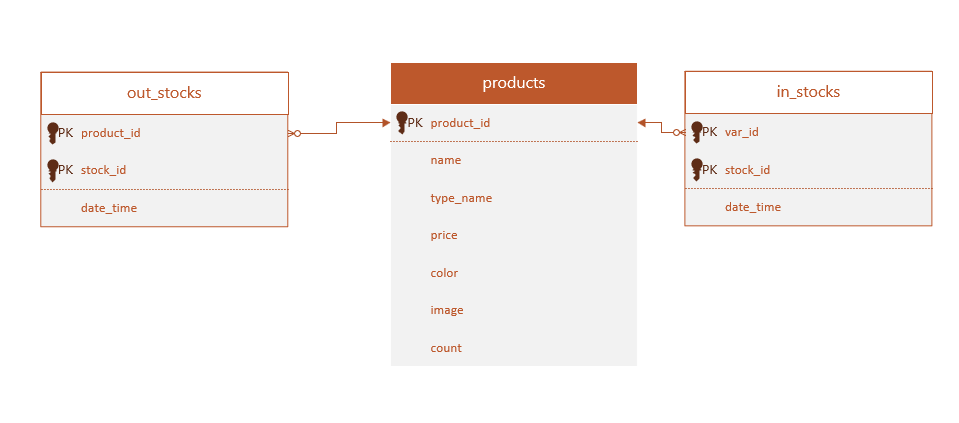 out_stocks
PK product_id
PK stock_id
date_time
products
PK product_id
name
type_name
price
color
image
count
in_stocks
PK var_id
PK stock_id
date_time